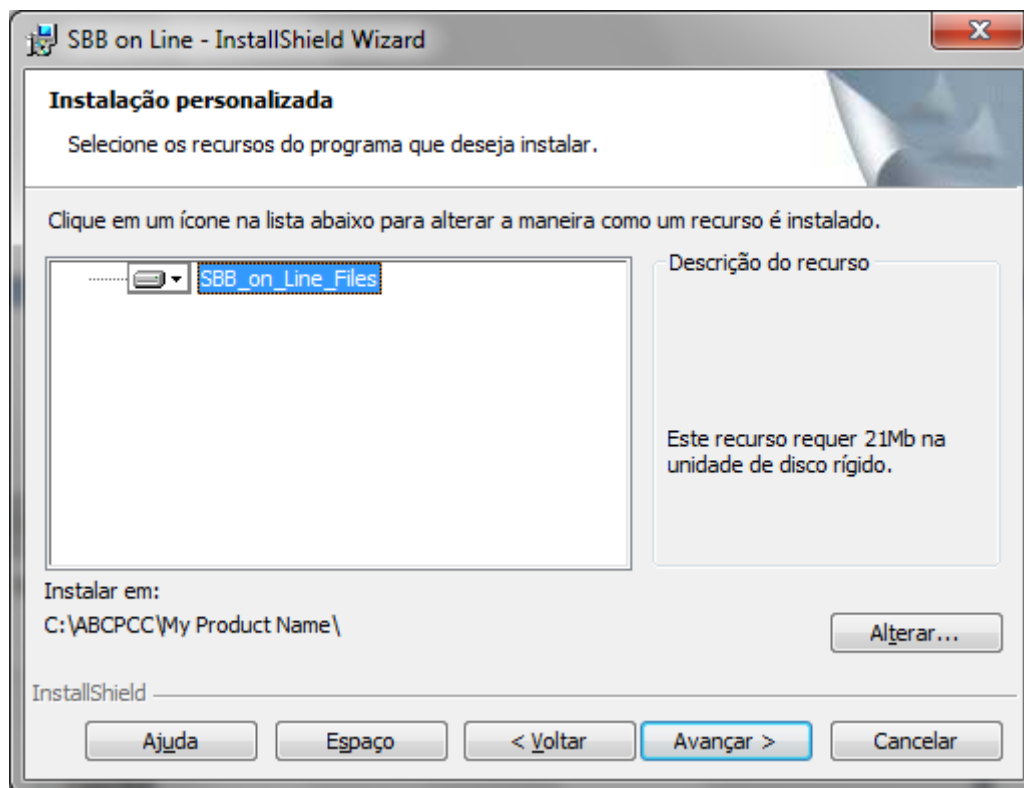 SBB on Line - InstallShield Wizard
Instalação personalizada
Selecione os recursos do programa que deseja instalar.
Clique em um ícone na lista abaixo para alterar a maneira como um recurso é instalado.
SBB_on_Line_Files
Descrição do recurso
Este recurso requer 21Mb na
unidade de disco rígido.
Instalar em:
C:\ABCPCC\My Product Name\
Alterar...
InstallShield
Ajuda
Espaço
< Voltar
Avançar >
Cancelar